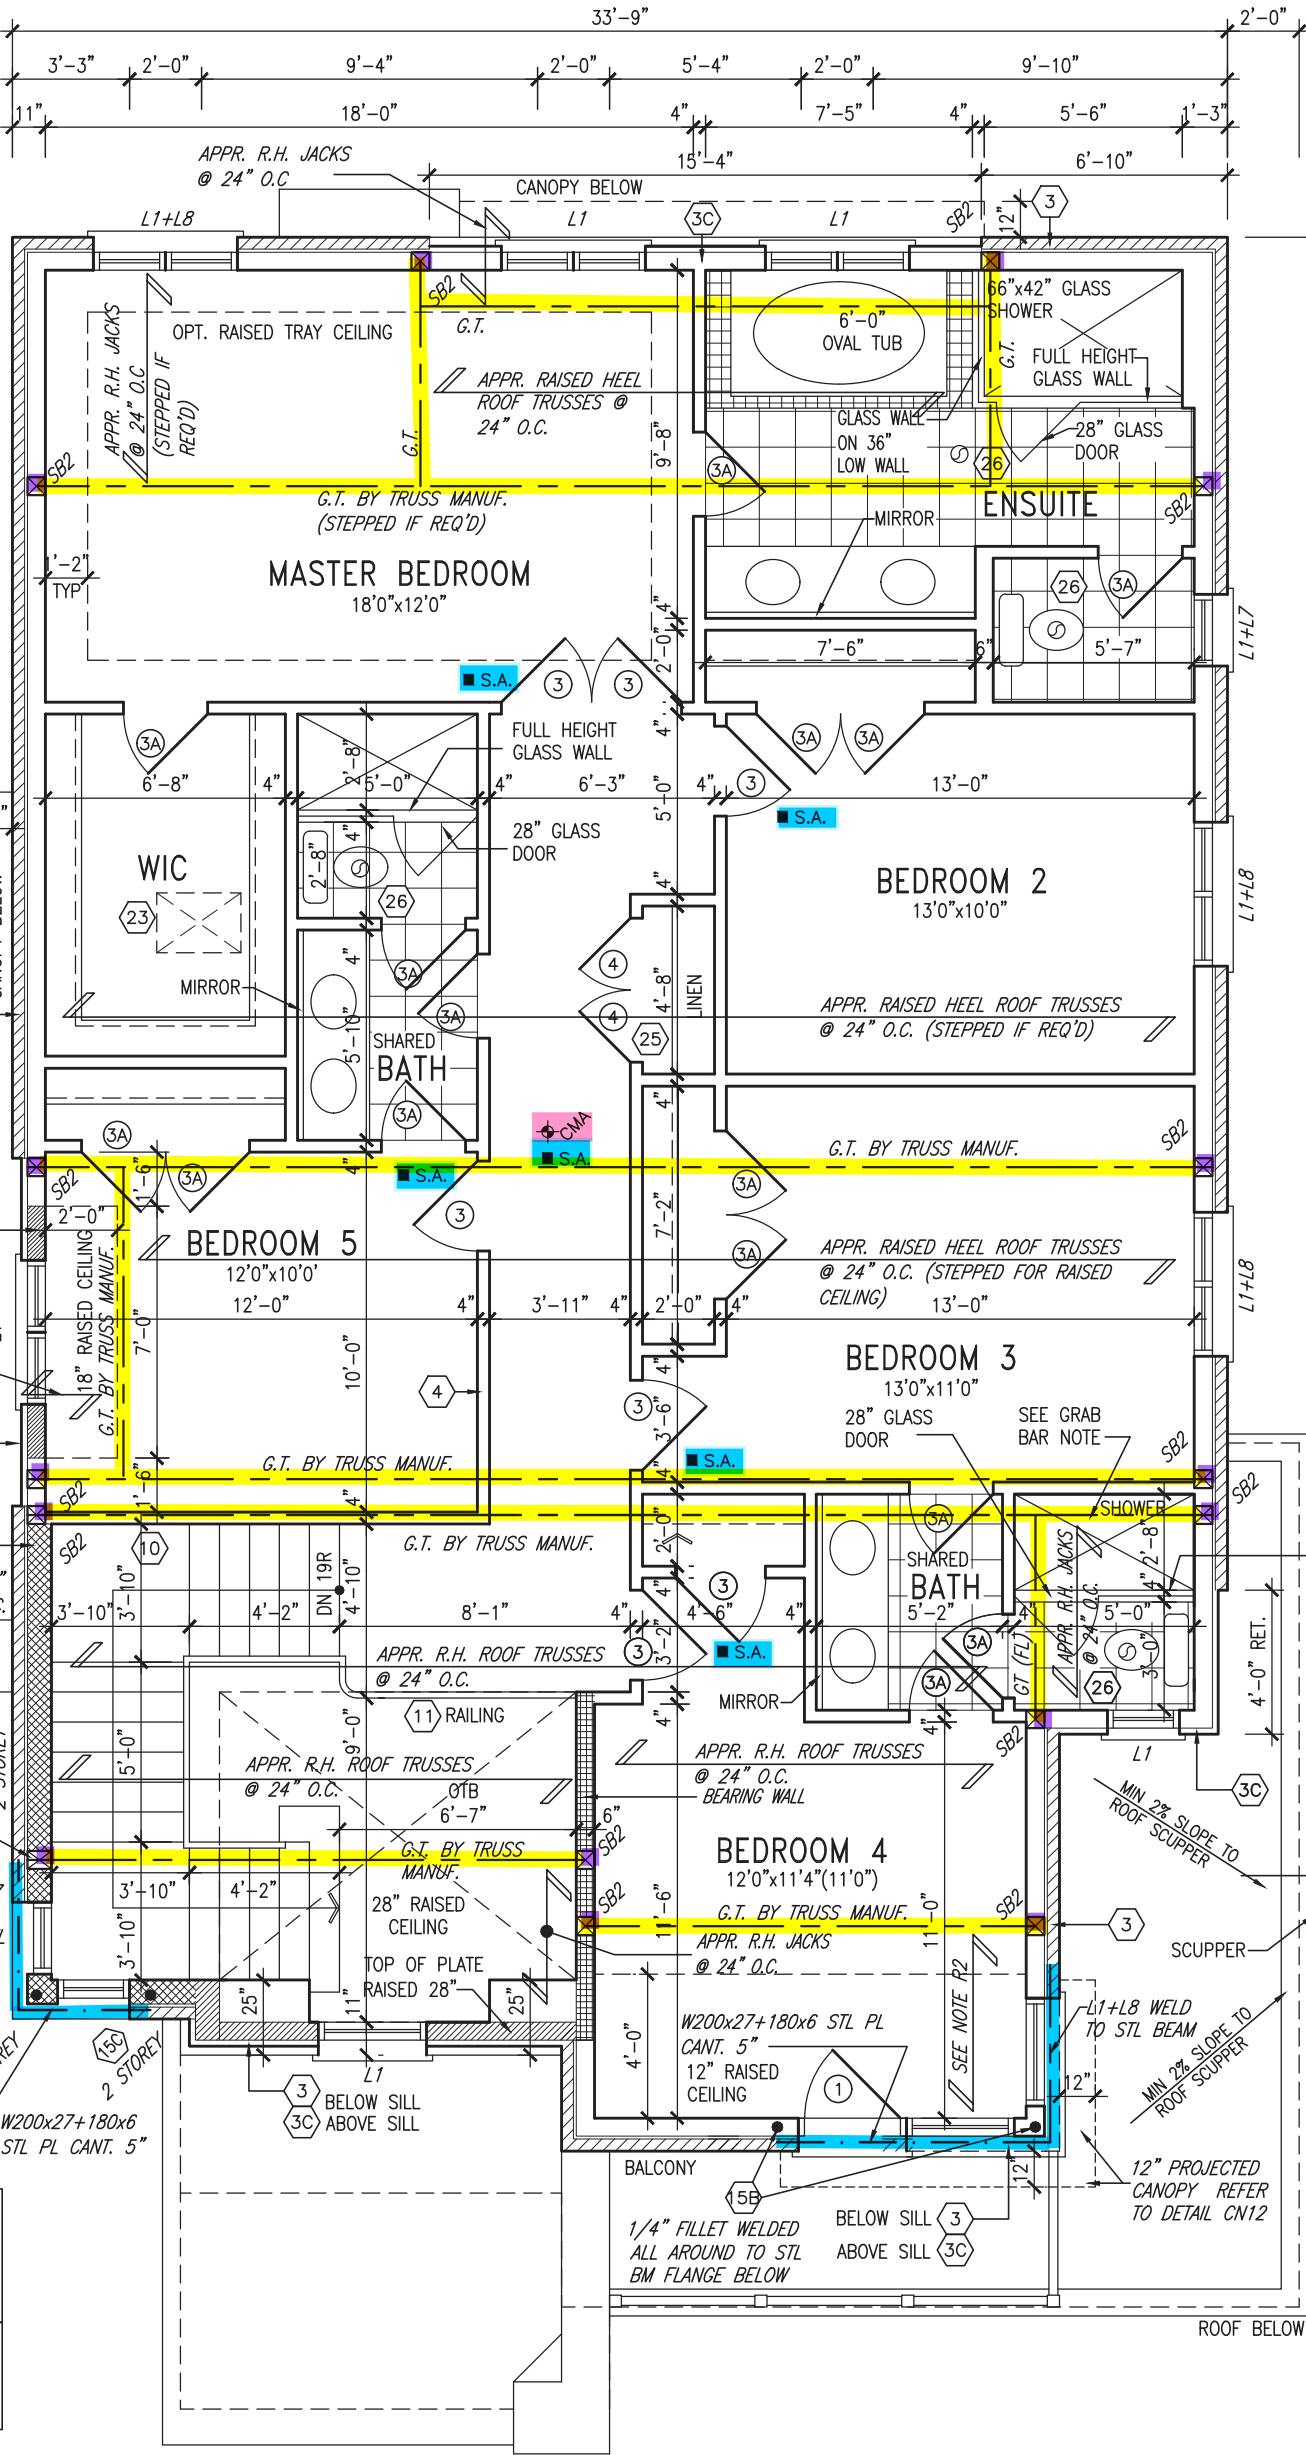 33'-9"
2'-0"
3'-3"
2'-0"
9'-4"
2'-0"
5'-4"
2'-0"
9'-10"
11"
18'-0"
4"
7'-5"
4"
5'-6"
1'-3"
APPR. R.H. JACKS
@ 24" O.C
15'-4"
6'-10"
CANOPY BELOW
L1+L8
L1
3C
L1
SB2
12"
3
SB2
G.T.
66"x42" GLASS
SHOWER
OPT. RAISED TRAY CEILING
6'-0"
OVAL TUB
G.T.
FULL HEIGHT
GLASS WALL
APPR. R.H. JACKS
@ 24" O.C
(STEPPED IF
REQ'D)
APPR. RAISED HEEL
ROOF TRUSSES @
24" O.C.
G.T.
9'-8"
GLASS WALL
ON 36"
LOW WALL
28" GLASS
DOOR
SB2
3A
26
G.T. BY TRUSS MANUF.
(STEPPED IF REQ'D)
ENSUITE
SB2
MIRROR
1'-2"
TYP
MASTER BEDROOM
18'0"x12'0"
26
3A
4"
L1+L7
2'-0"
7'-6"
6"
5'-7"
S.A.
3
3
3A
FULL HEIGHT
GLASS WALL
4"
3A
3A
2'-8"
6'-8"
4"
5'-0"
4"
6'-3"
4"
3
13'-0"
5'-0"
S.A.
4"
28" GLASS
DOOR
WIC
2'-8"
BEDROOM 2
13'0"x10'0"
L1+L8
4"
23
26
4"
3A
4
4'-8"
LINEN
MIRROR
4
3A
APPR. RAISED HEEL ROOF TRUSSES
@ 24" O.C. (STEPPED IF REQ'D)
5'-10"
SHARED
BATH
25
4"
3A
CMA
3A
S.A.
G.T. BY TRUSS MANUF.
SB2
SB2
4"
S.A.
3A
3A
1'-6"
2'-0"
3
7'-2"
BEDROOM 5
12'0"x10'0'
18" RAISED CEILING
G.T. BY TRUSS MANUF.
7'-0"
3A
APPR. RAISED HEEL ROOF TRUSSES
@ 24" O.C. (STEPPED FOR RAISED
CEILING)
L1+L8
12'-0"
4"
3'-11"
4"
2'-0"
4"
13'-0"
10'-0"
4"
BEDROOM 3
13'0"x11'0"
4
3
3'-6"
28" GLASS
DOOR
SEE GRAB
BAR NOTE
G.T. BY TRUSS MANUF.
S.A.
4"
SB2
SB2
SB2
1'-6"
4"
SHOWER
SB2
10
G.T. BY TRUSS MANUF.
2'-0"
3A
3'-10"
DN 19R
4'-10"
SHARED
BATH
APPR. R.H. JACKS
@ 24" O.C.
2'-8"
4"
3
4"
3'-10"
4'-2"
8'-1"
4"
4'-6"
4"
5'-2"
4"
5'-0"
APPR. R.H. ROOF TRUSSES
@ 24" O.C.
3
3'-2"
S.A.
3A
GT (FLT)
3'-0"
4'-0" RET.
3A
26
MIRROR
11
RAILING
4"
4"
9'-0"
SB2
5'-0"
APPR. R.H. ROOF TRUSSES
@ 24" O.C.
APPR. R.H. ROOF TRUSSES
@ 24" O.C.
BEARING WALL
L1
3C
MIN 2% SLOPE TO
ROOF SCUPPER
OTB
6'-7"
6"
SB2
G.T. BY TRUSS
MANUF.
BEDROOM 4
12'0"x11'4"(11'0")
3'-10"
4'-2"
28" RAISED
CEILING
SB2
11'-6"
G.T. BY TRUSS MANUF.
11'-0"
SB2
3
3'-10"
APPR. R.H. JACKS
@ 24" O.C.
SCUPPER
TOP OF PLATE
RAISED 28"
SEE NOTE R2
25"
11"
25"
L1+L8 WELD
TO STL BEAM
W200x27+180x6 STL PL
CANT. 5"
12" RAISED
CEILING
4'-0"
MIN 2% SLOPE TO
ROOF SCUPPER
15C
2 STOREY
12"
1
L1
3
BELOW SILL
3C
ABOVE SILL
W200x27+180x6
STL PL CANT. 5"
BALCONY
12"
12" PROJECTED
CANOPY REFER
TO DETAIL CN12
15B
1/4" FILLET WELDED
ALL AROUND TO STL
BM FLANGE BELOW
BELOW SILL
3
ABOVE SILL
3C
ROOF BELOW